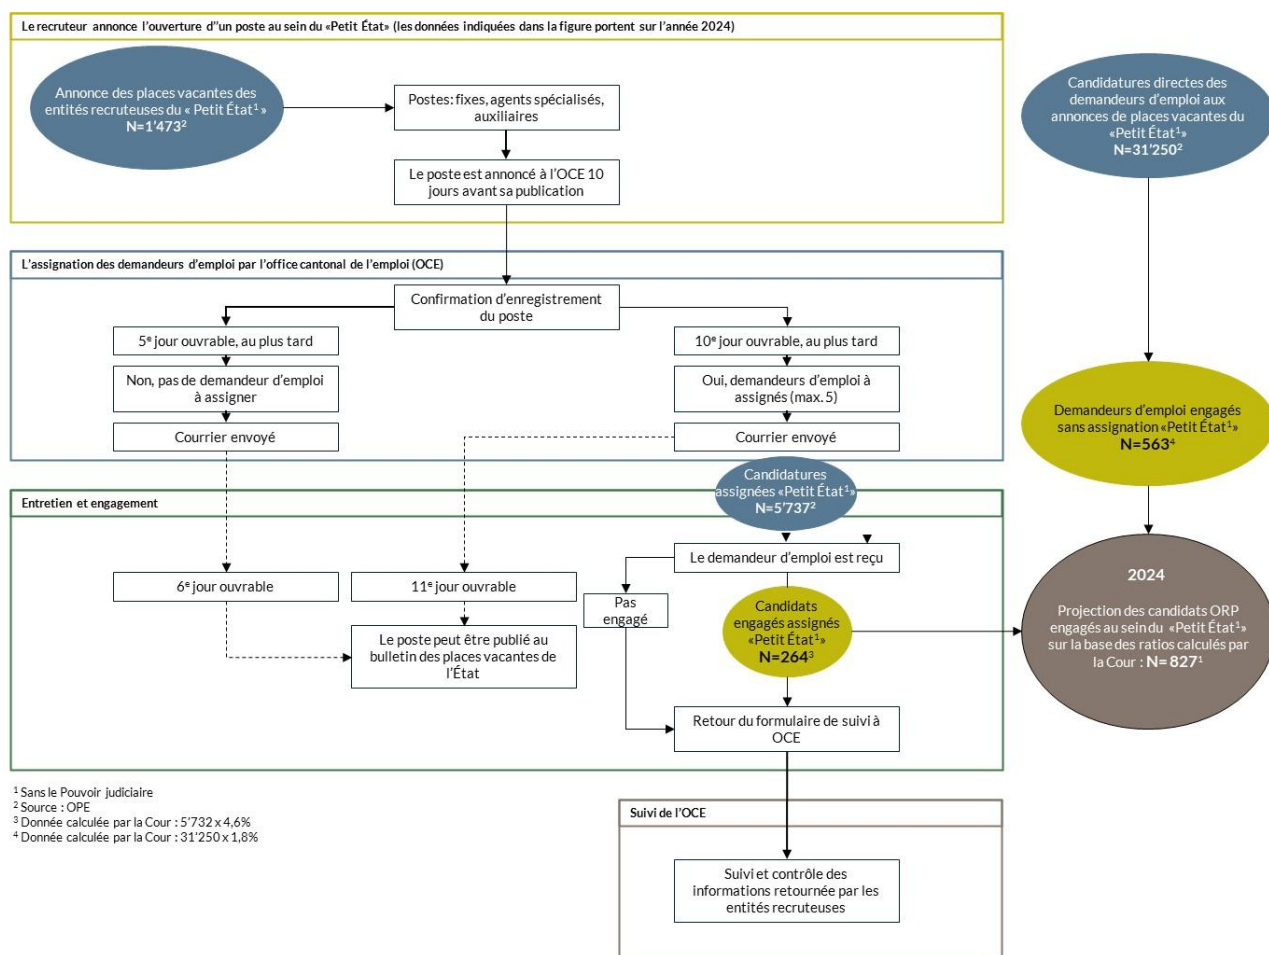 Le recruteur annonce l'ouverture d''un poste au sein du «Petit État» (les données indiquées dans la figure portent sur l'année 2024)
Annonce des places vacantes des
entités recruteuses du « Petit État¹ »
N=1'473²
Postes: fixes, agents spécialisés,
auxiliaires
Le poste est annoncé à l'OCE 10
jours avant sa publication
Candidatures directes des
demandeurs d'emploi aux
annonces de places vacantes du
«Petit État¹»
N=31'250²
L'assignation des demandeurs d'emploi par l'office cantonal de l'emploi (OCE)
Confirmation d'enregistrement
du poste
5ᵉ jour ouvrable, au plus tard
10ᵉ jour ouvrable, au plus tard
Non, pas de demandeur d'emploi
à assigner
Oui, demandeurs d'emploi à
assignés (max. 5)
Courrier envoyé
Courrier envoyé
Demandeurs d'emploi engagés
sans assignation «Petit État¹»
N=563⁴
Candidatures
assignées «Petit État¹»
N=5'737²
Entretien et engagement
Le demandeur d'emploi est reçu
6ᵉ jour ouvrable
11ᵉ jour ouvrable
Pas
engagé
Candidats
engagés assignés
«Petit État¹»
N=264³
Le poste peut être publié au
bulletin des places vacantes de
l'État
2024
Projection des candidats ORP
engagés au sein du «Petit État¹»
sur la base des ratios calculés par
la Cour : N= 827¹
Retour du formulaire de suivi à
OCE
¹ Sans le Pouvoir judiciaire
² Source : OPE
³ Donnée calculée par la Cour : 5'732 x 4,6%
⁴ Donnée calculée par la Cour : 31'250 x 1,8%
Suivi de l'OCE
Suivi et contrôle des
informations retournée par les
entités recruteuses